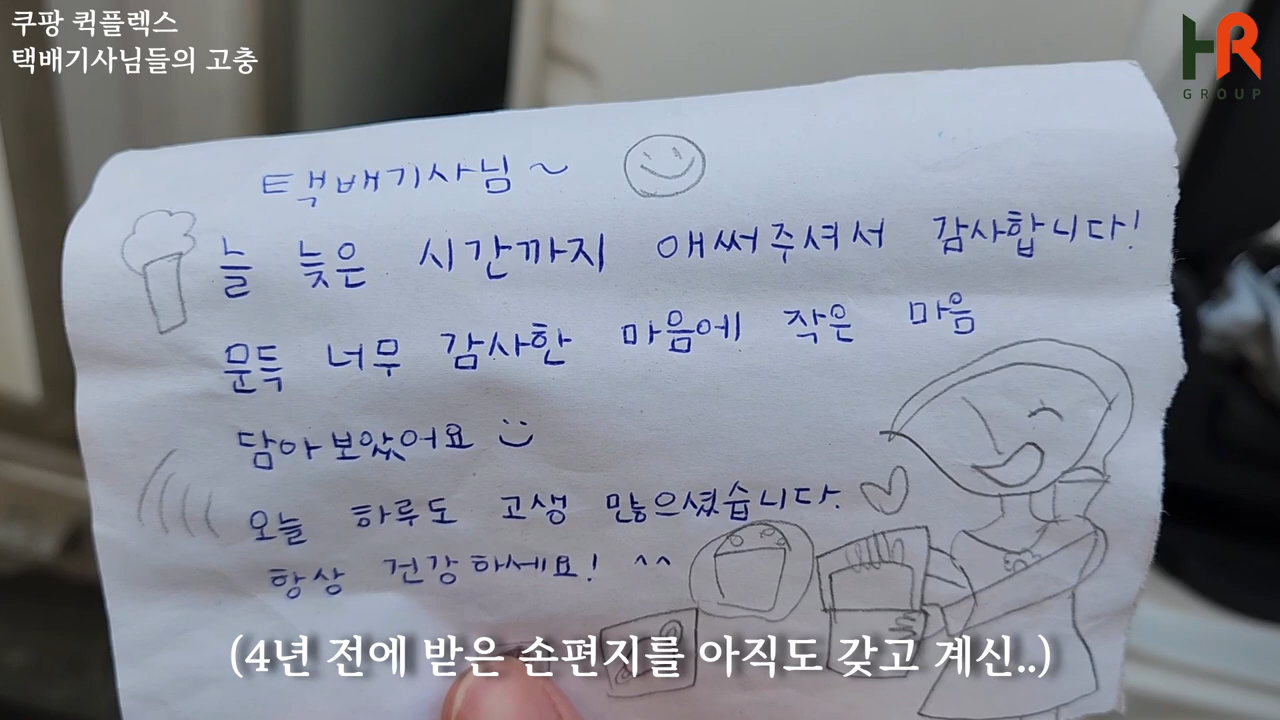 쿠팡 퀵플렉스
택배기사님들의 고충
HR
GROUP
택배기사님~
늘 늦은 시간까지 애써주셔서 감사합니다!
문득 너무 감사한 마음에 작은 마음
담아보았어요
오늘 하루도 고생 많으셨습니다.
항상 건강하세요! ^^
(4년 전에 받은 손편지를 아직도 갖고 계신..)